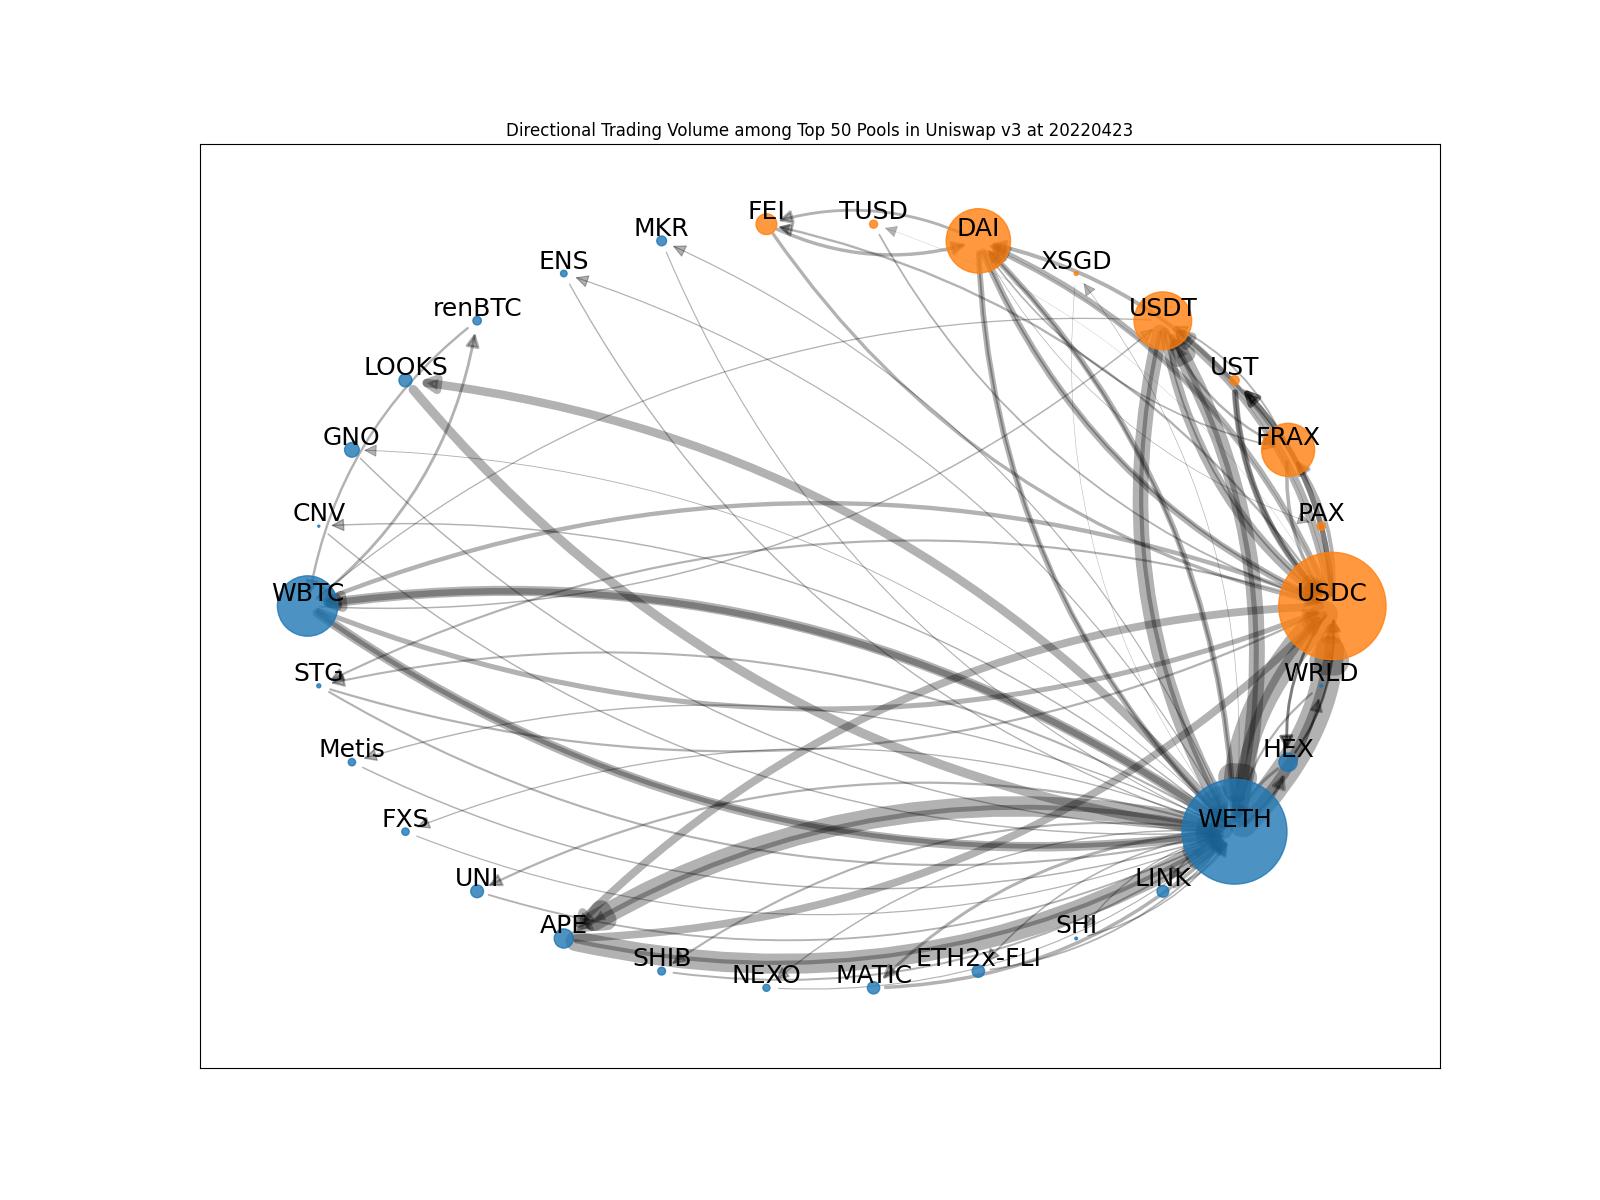 Directional Trading Volume among Top 50 Pools in Uniswap v3 at 20220423
FEI
TUSD
DAI
MKR
XSGD
ENS
renBTC
USDT
LOOKS
UST
GNO
FRAX
CNV
PAX
WBTC
USDC
STG
WRLD
Metis
HEX
FXS
WETH
UNI
LINK
APE
SHI
SHIB
ETH2x-FLI
NEXO
MATIC